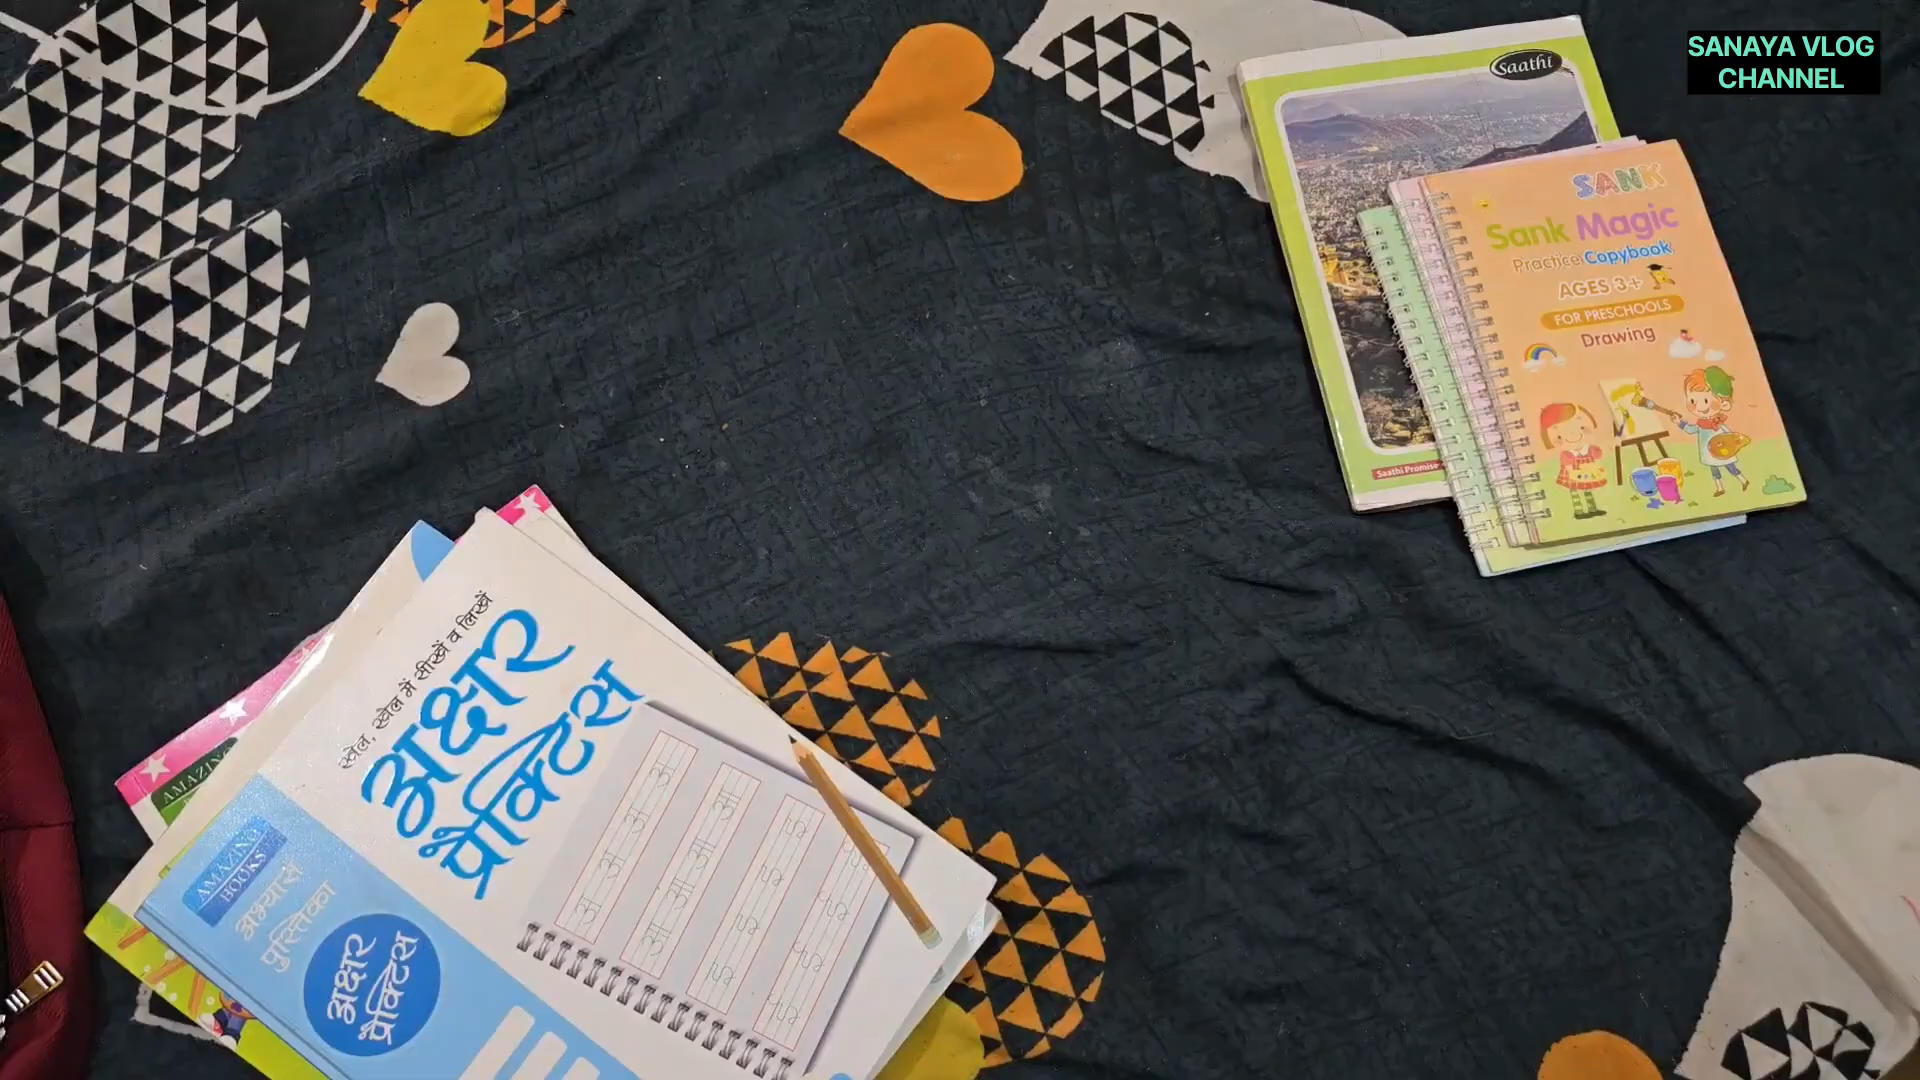 SANAYA VLOG
CHANNEL
Saathi
SANK
Sank Magic
Practice Copybook
AGES 3+
FOR PRESCHOOLS
Drawing
Saathi Promise
खेल, खेल में सीखें व लिखें
अक्षर
प्रैक्टिस
AMAZING
AMAZING
BOOKS
अभ्यास
पुस्तिका
अक्षर
प्रैक्टिस
अ अ अ अ
आ आ आ आ
इ इ इ इ
ई ई ई ई